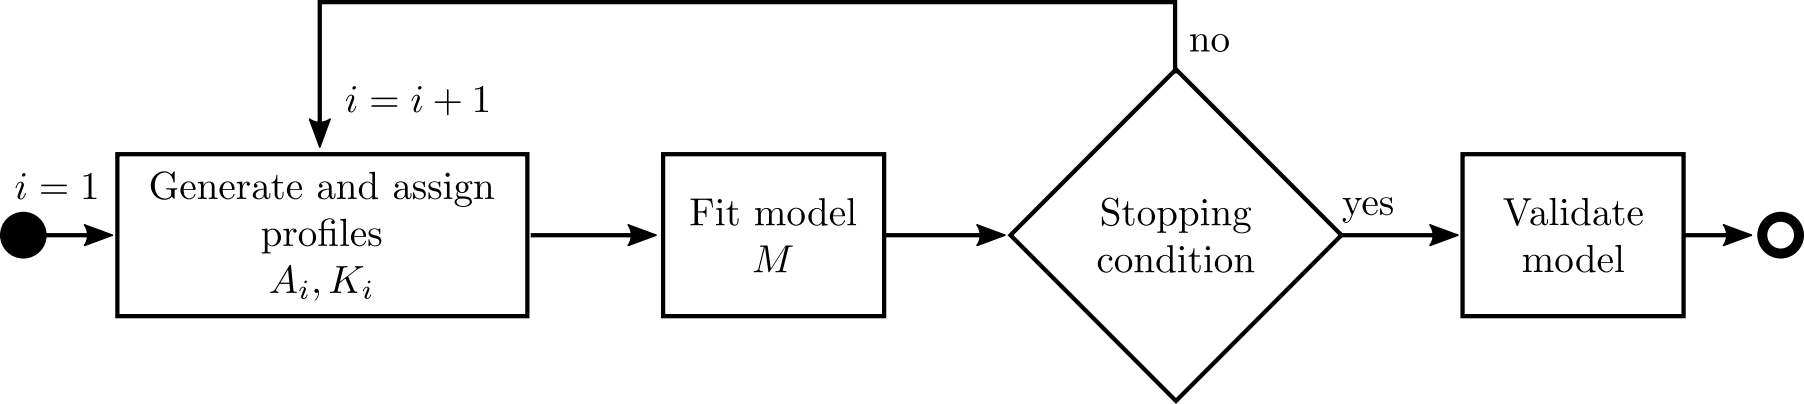 i = 1
i = i + 1
Generate and assign
profiles
A_i, K_i
Fit model
M
Stopping
condition
no
yes
Validate
model